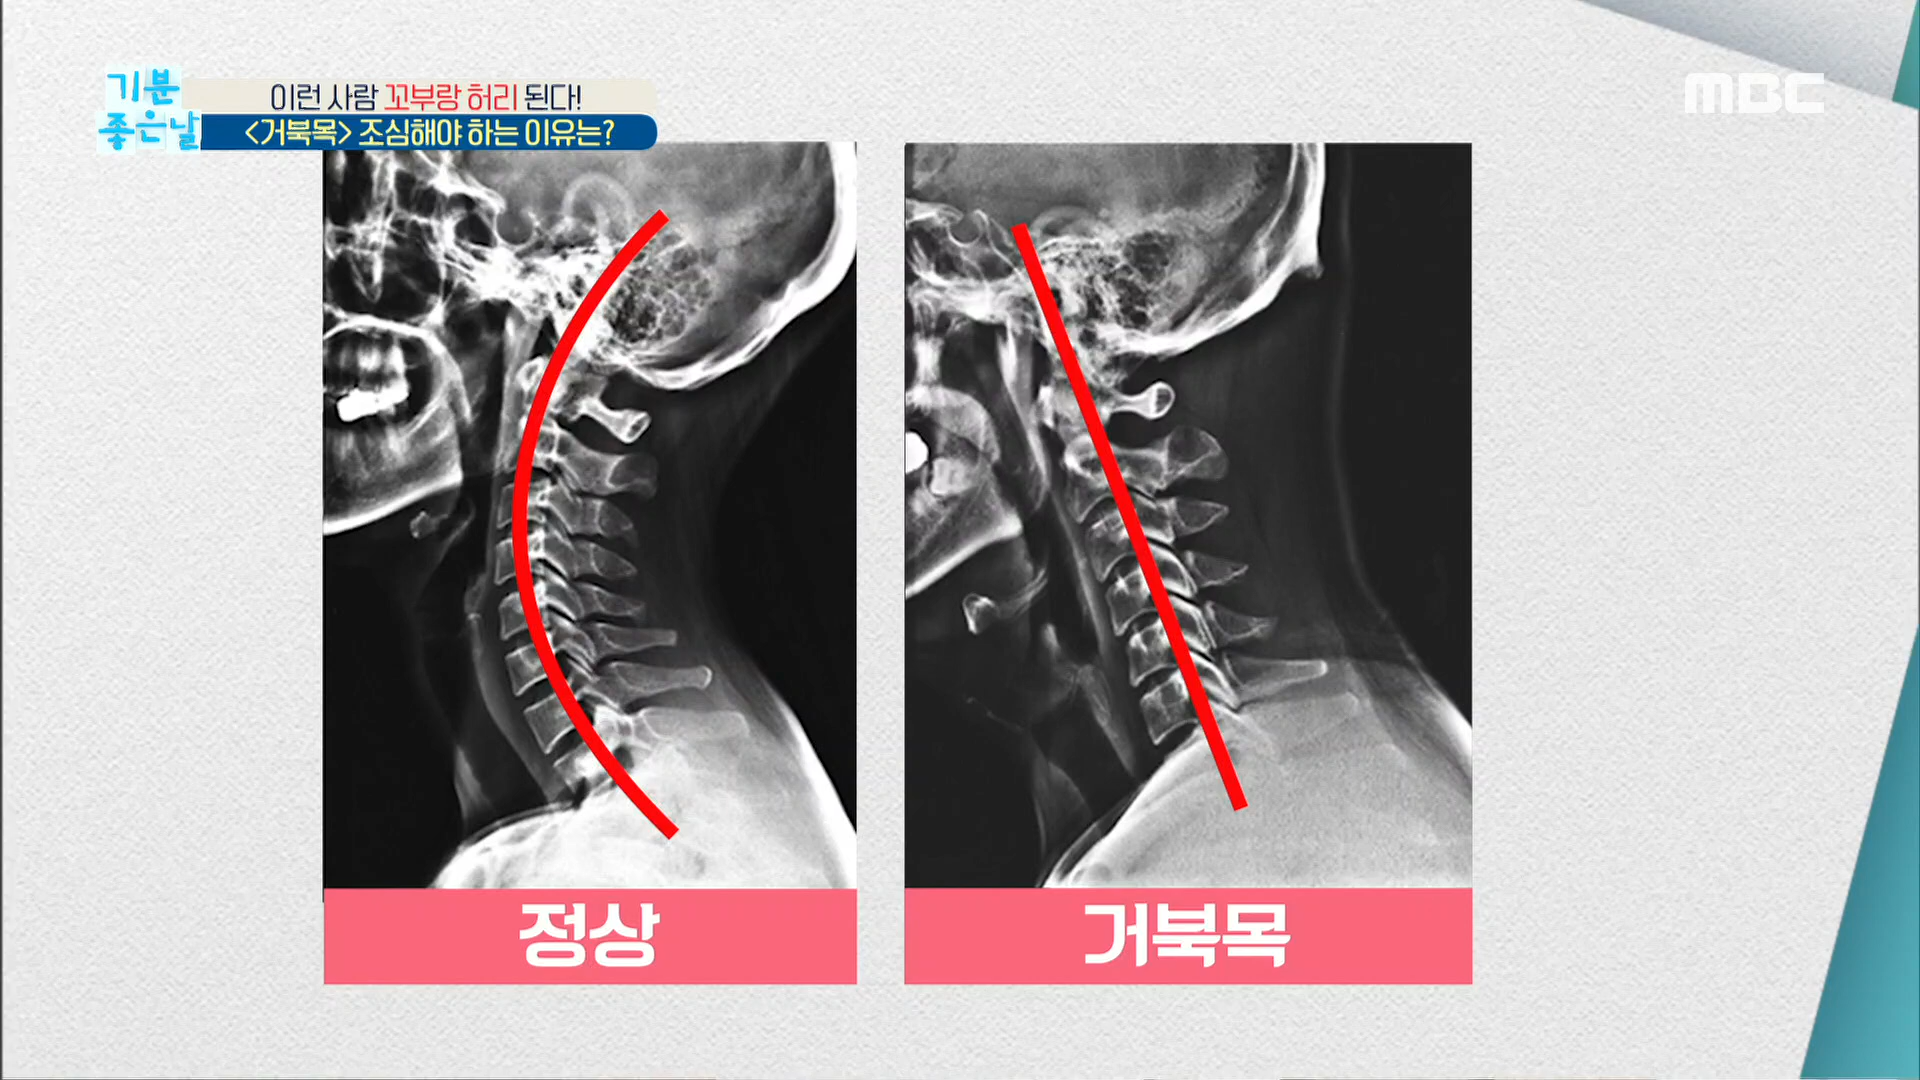 기분
좋은날
이런 사람 꼬부랑 허리 된다!
<거북목> 조심해야 하는 이유는?
MBC
정상
거북목